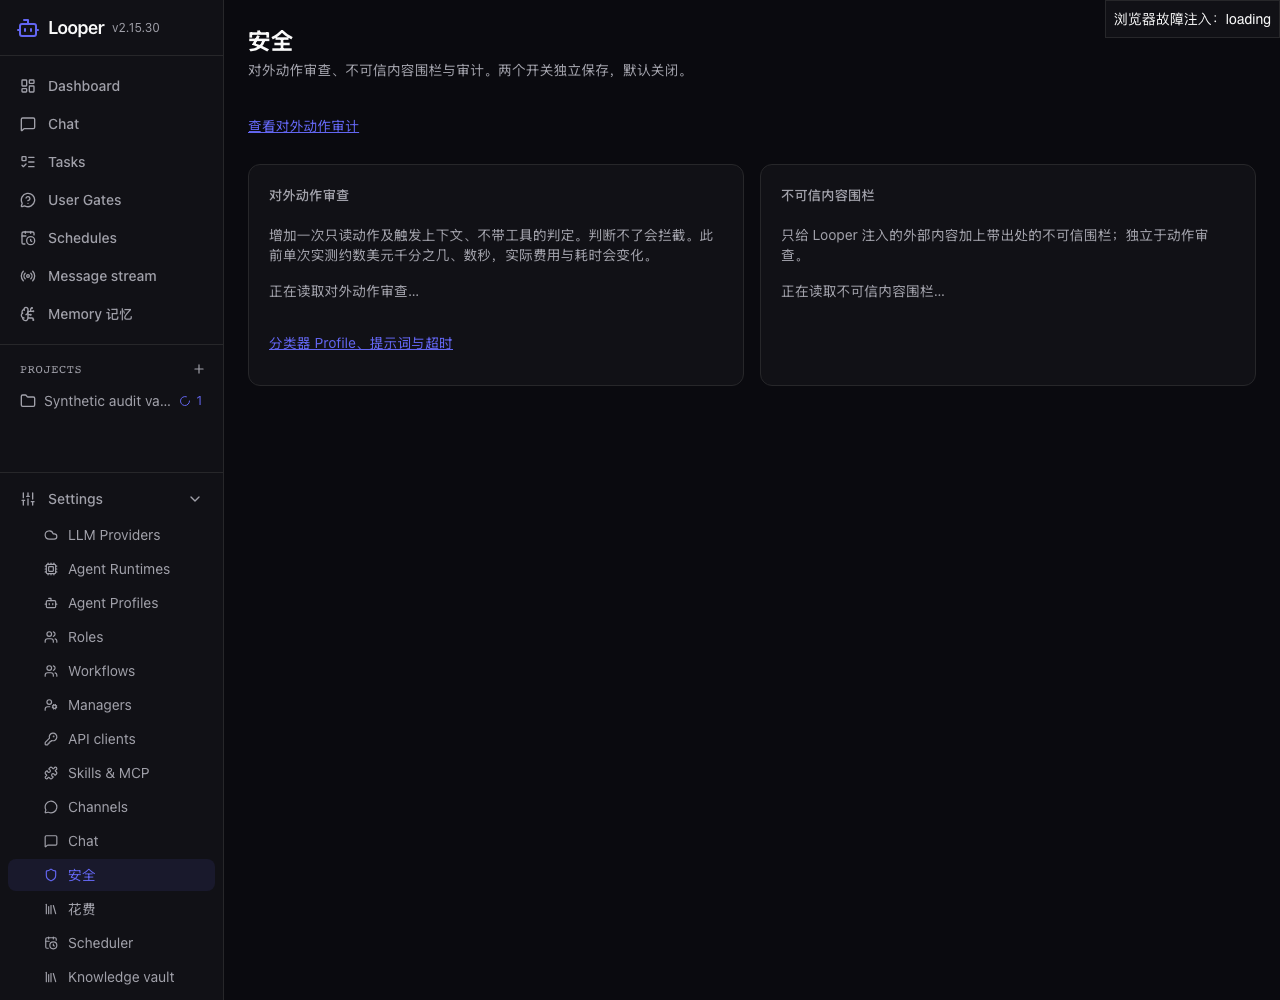 Looper v2.15.30
Dashboard
Chat
Tasks
User Gates
Schedules
Message stream
Memory 记忆
PROJECTS
Synthetic audit va... 1
Settings
LLM Providers
Agent Runtimes
Agent Profiles
Roles
Workflows
Managers
API clients
Skills & MCP
Channels
Chat
安全
花费
Scheduler
Knowledge vault
浏览器故障注入：loading
安全
对外动作审查、不可信内容围栏与审计。两个开关独立保存，默认关闭。
查看对外动作审计
对外动作审查
增加一次只读动作及触发上下文、不带工具的判定。判断不了会拦截。此
前单次实测约数美元千分之几、数秒，实际费用与耗时会变化。
正在读取对外动作审查…
分类器 Profile、提示词与超时
不可信内容围栏
只给 Looper 注入的外部内容加上带出处的不可信围栏；独立于动作审
查。
正在读取不可信内容围栏…